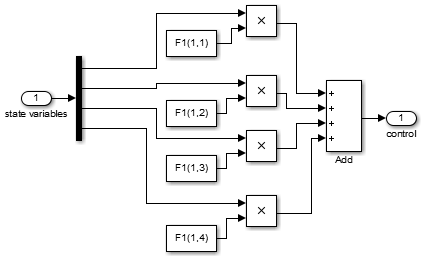 ×
F1(1,1)
1
state variables
×
F1(1,2)
+
+
+
+
Add
1
control
×
F1(1,3)
×
F1(1,4)